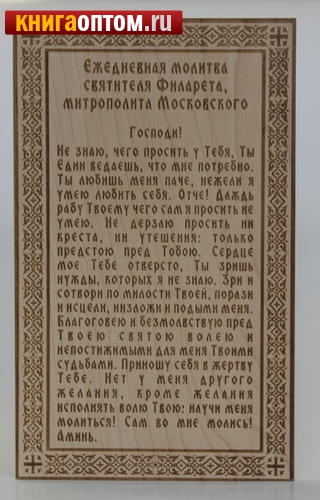 книгаоптом.ru
Ежедневная молитва
святителя Филарета,
митрополита Московского
Господи!
Не знаю, чего просить у Тебя, Ты
Един ведаешь, что мне потребно.
Ты любишь меня паче, нежели я
умею любить себя. Отче! Даждь
рабу Твоему чего сам я просить не
умею. Не дерзаю просить ни
креста, ни утешения: только
предстою пред Тобою. Сердце
мое Тебе отверсто, Ты зришь
нужды, которых я не знаю. Зри и
сотвори по милости Твоей, порази
и исцели, низложи и подыми меня.
Благоговею и безмолвствую пред
Твоею святою волею и
непостижимыми для меня Твоими
судьбами. Приношу себя в жертву
Тебе. Нет у меня другого
желания, кроме желания
исполнять волю Твою: научи меня
молиться! Сам во мне молись!
Аминь.